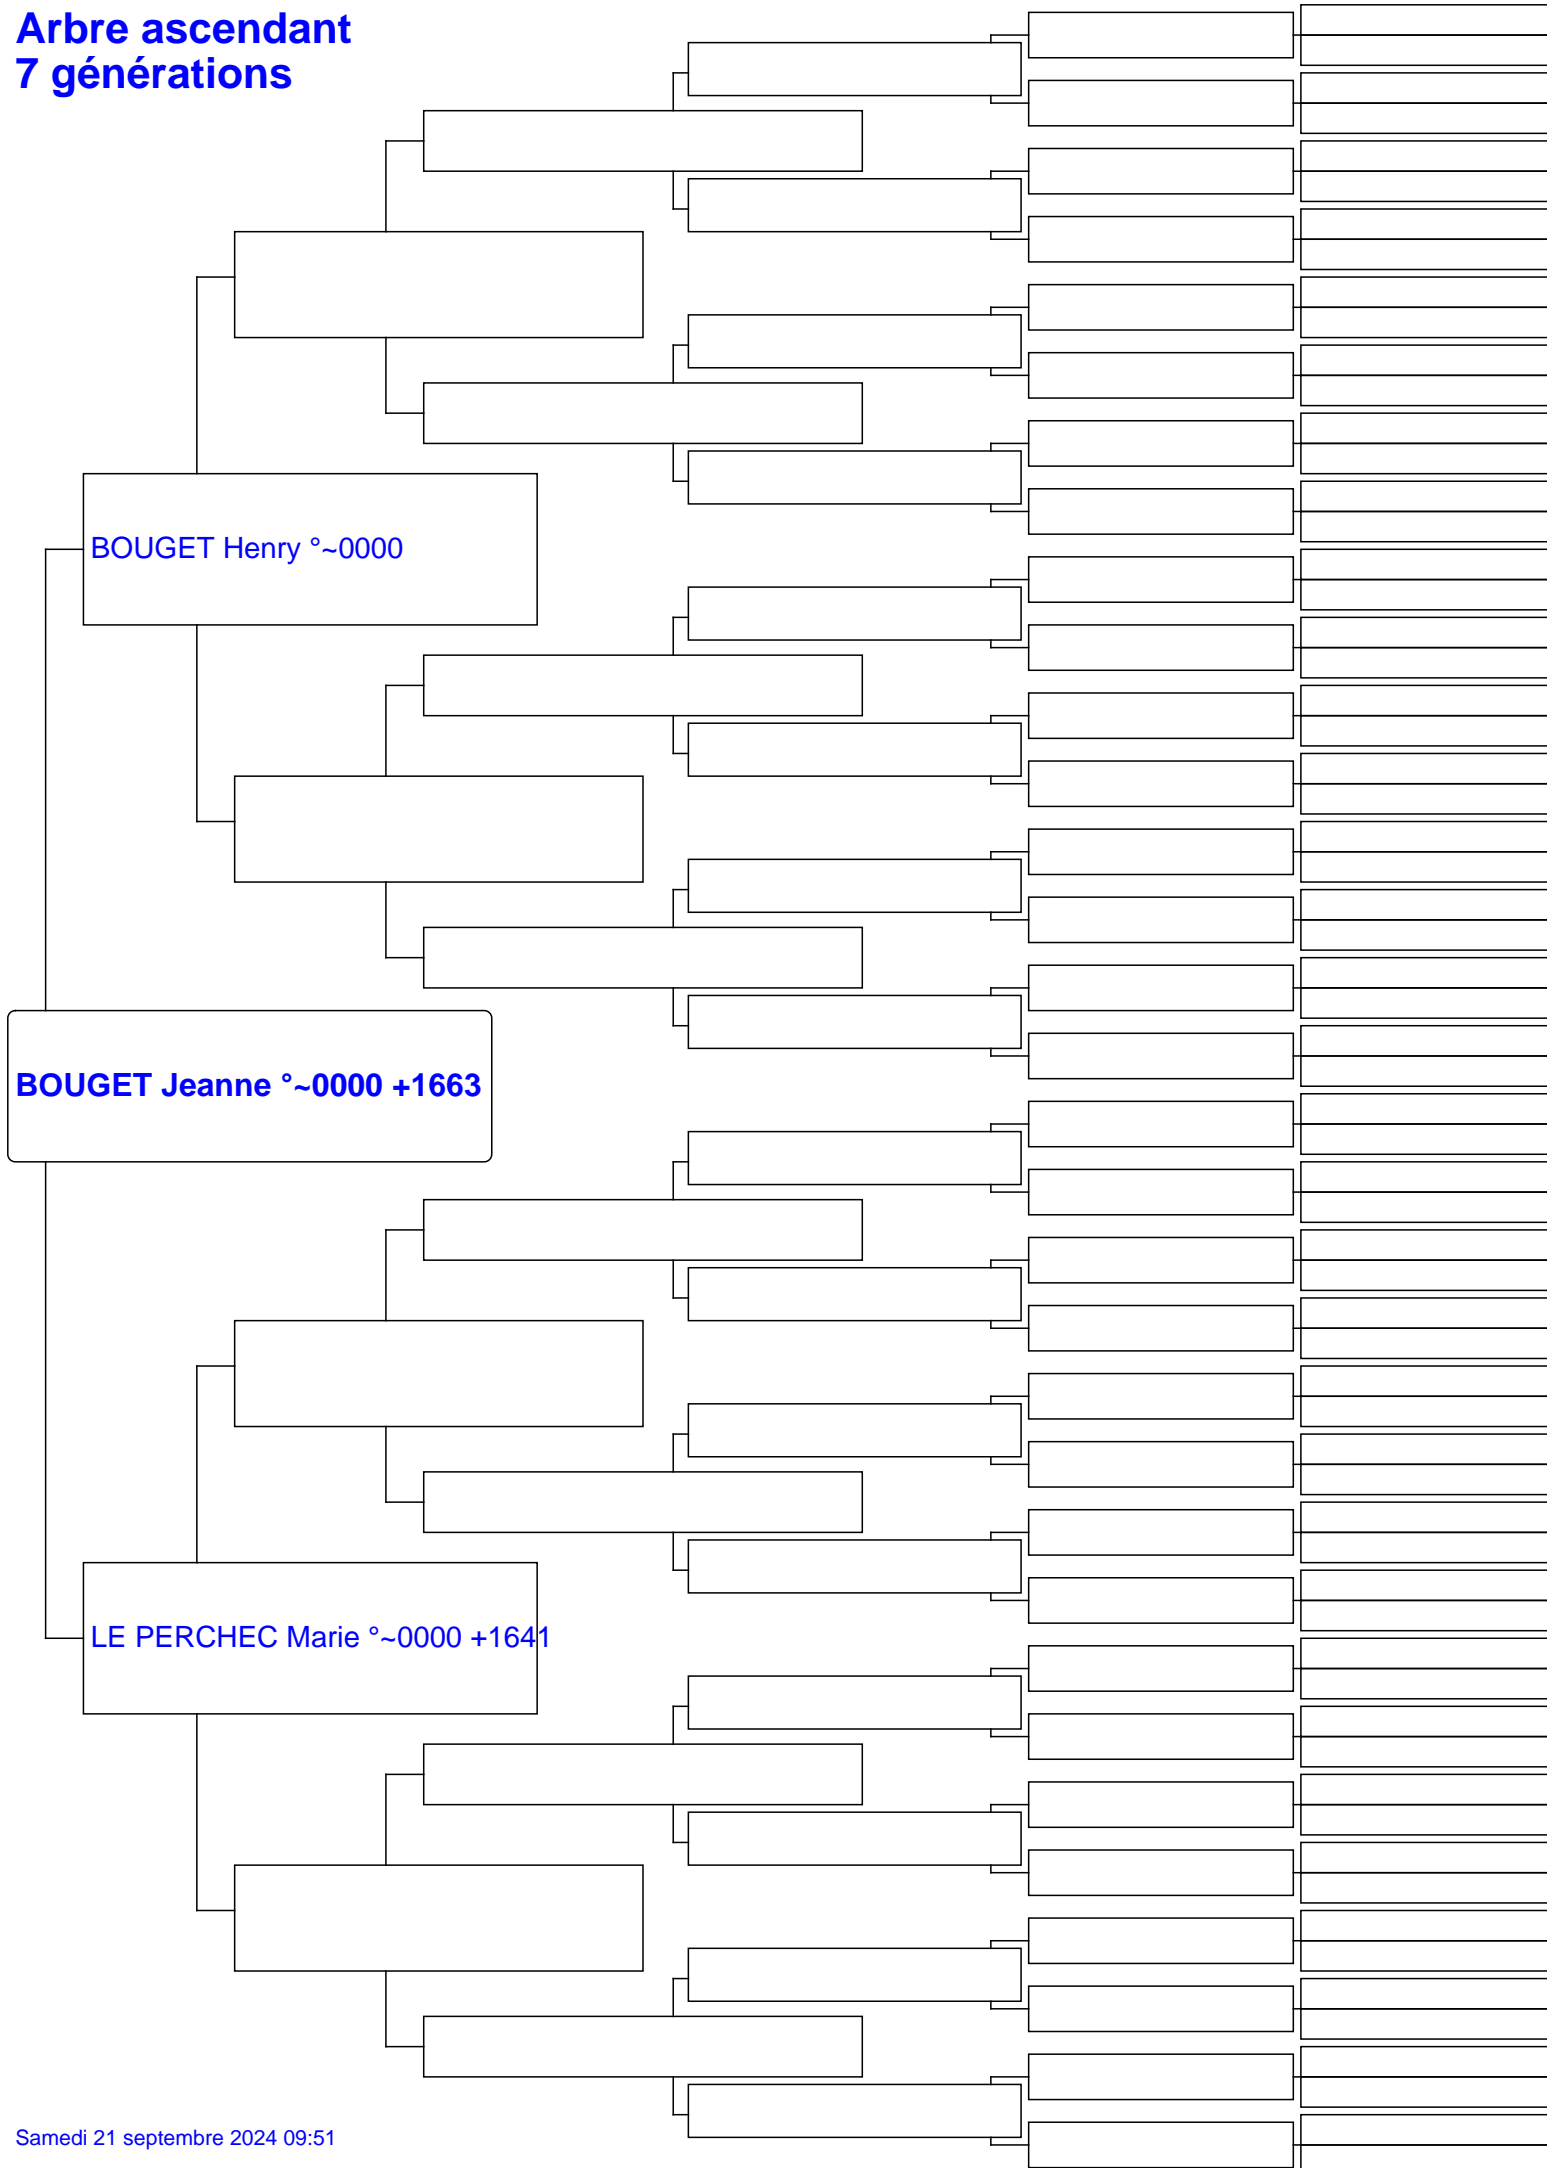 Arbre ascendant
7 générations
BOUGET Henry °~0000
BOUGET Jeanne °~0000 +1663
LE PERCHEC Marie °~0000 +1641
Samedi 21 septembre 2024 09:51